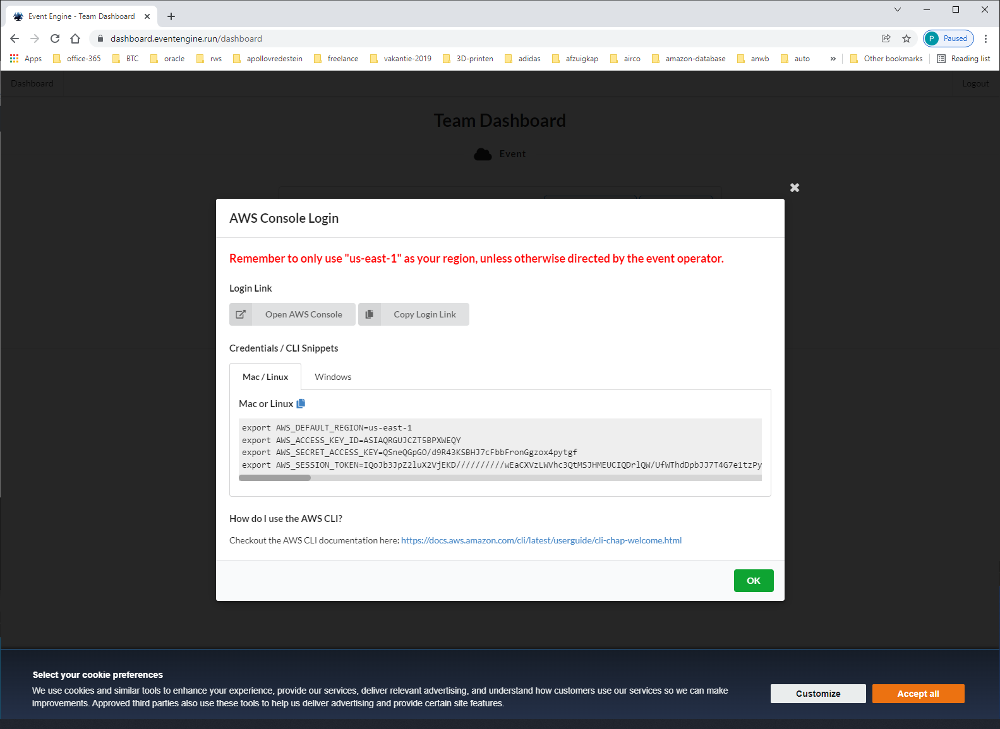 Event Engine - Team Dashboard
dashboard.eventengine.run/dashboard
P Paused
Apps office-365 BTC oracle rws apollovredestein freelance vakantie-2019 3D-printen adidas afzuigkap airco amazon-database anwb auto » Other bookmarks Reading list
Dashboard Logout
Team Dashboard
Event
AWS Console Login
Remember to only use "us-east-1" as your region, unless otherwise directed by the event operator.
Login Link
Open AWS Console Copy Login Link
Credentials / CLI Snippets
Mac / Linux Windows
Mac or Linux
export AWS_DEFAULT_REGION=us-east-1
export AWS_ACCESS_KEY_ID=ASIAQRGUJCZT5BPXWEQY
export AWS_SECRET_ACCESS_KEY=QSneQGpGO/d9R43KSBHJ7cFbbFronGgzox4pytgf
export AWS_SESSION_TOKEN=IQoJb3JpZ2luX2VjEKD//////////wEaCXVzLWVhc3QtMSJHMEUCIQDrlQW/UfWThdDpbJJ7T4G7e1tzPy
How do I use the AWS CLI?
Checkout the AWS CLI documentation here: https://docs.aws.amazon.com/cli/latest/userguide/cli-chap-welcome.html
OK
Select your cookie preferences
We use cookies and similar tools to enhance your experience, provide our services, deliver relevant advertising, and understand how customers use our services so we can make
improvements. Approved third parties also use these tools to help us deliver advertising and provide certain site features.
Customize Accept all